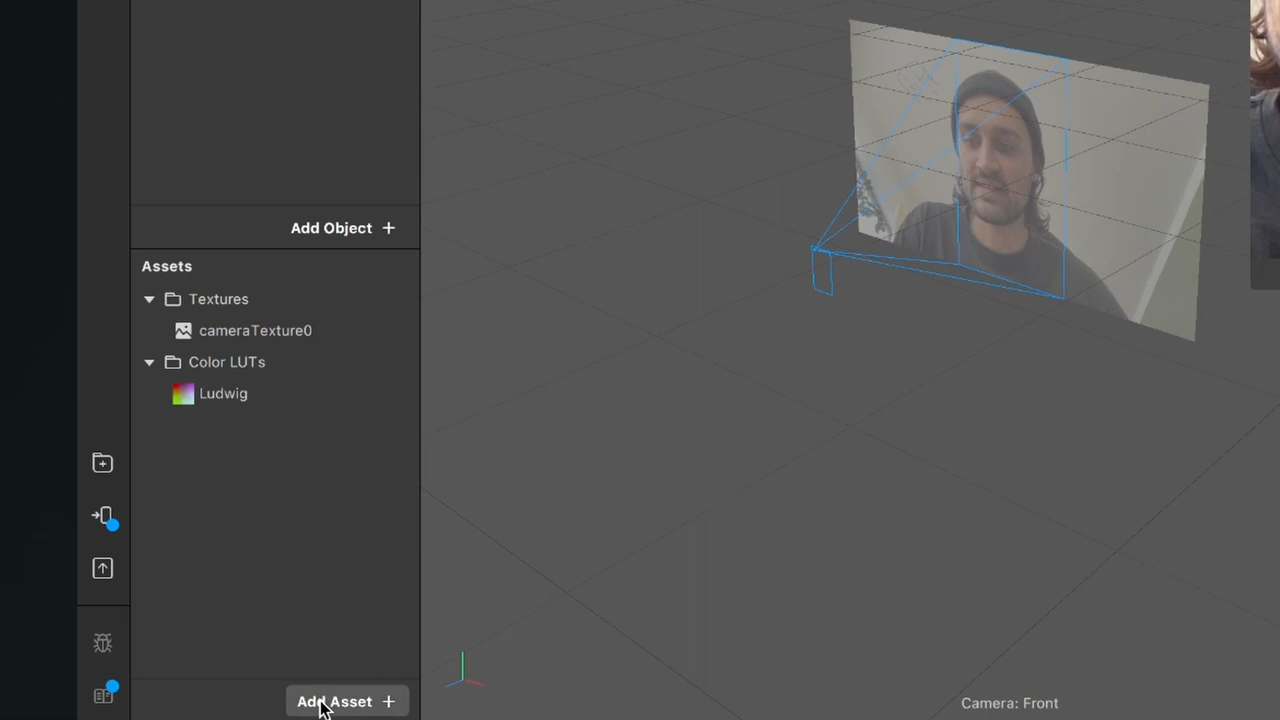 Add Object +
Assets
Textures
cameraTexture0
Color LUTs
Ludwig
Add Asset +
Camera: Front